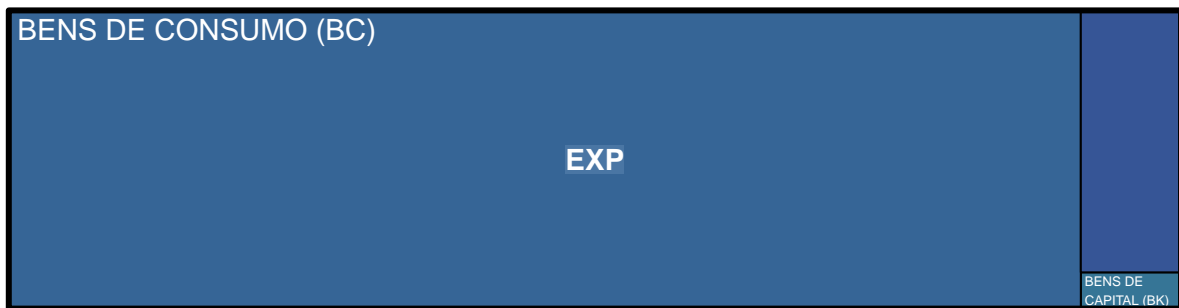 BENS DE CONSUMO (BC)
EXP
BENS DE
CAPITAL (BK)